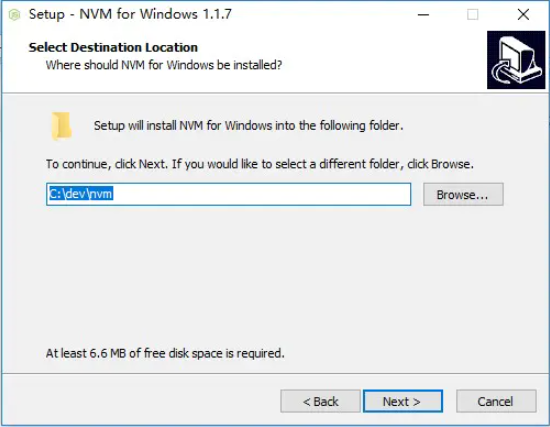 Setup - NVM for Windows 1.1.7
Select Destination Location
Where should NVM for Windows be installed?
Setup will install NVM for Windows into the following folder.
To continue, click Next. If you would like to select a different folder, click Browse.
C:\dev\nvm
Browse...
At least 6.6 MB of free disk space is required.
< Back
Next >
Cancel